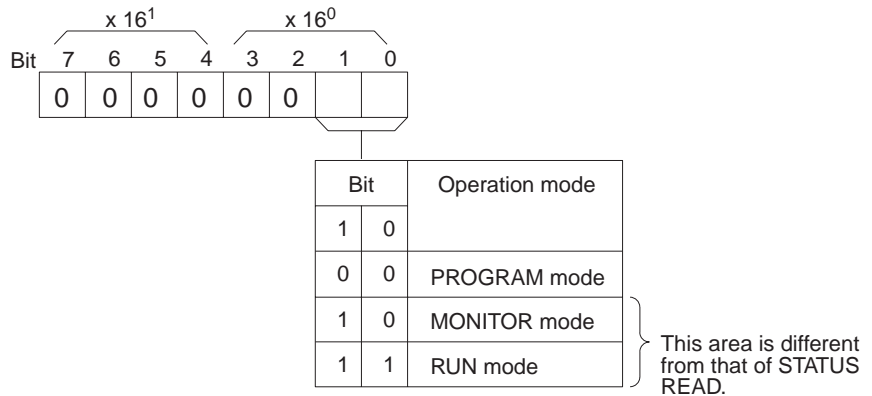 x 16¹ x 16⁰
Bit 7 6 5 4 3 2 1 0
0 0 0 0 0 0
Bit Operation mode
1 0
0 0 PROGRAM mode
1 0 MONITOR mode
1 1 RUN mode
This area is different
from that of STATUS
READ.